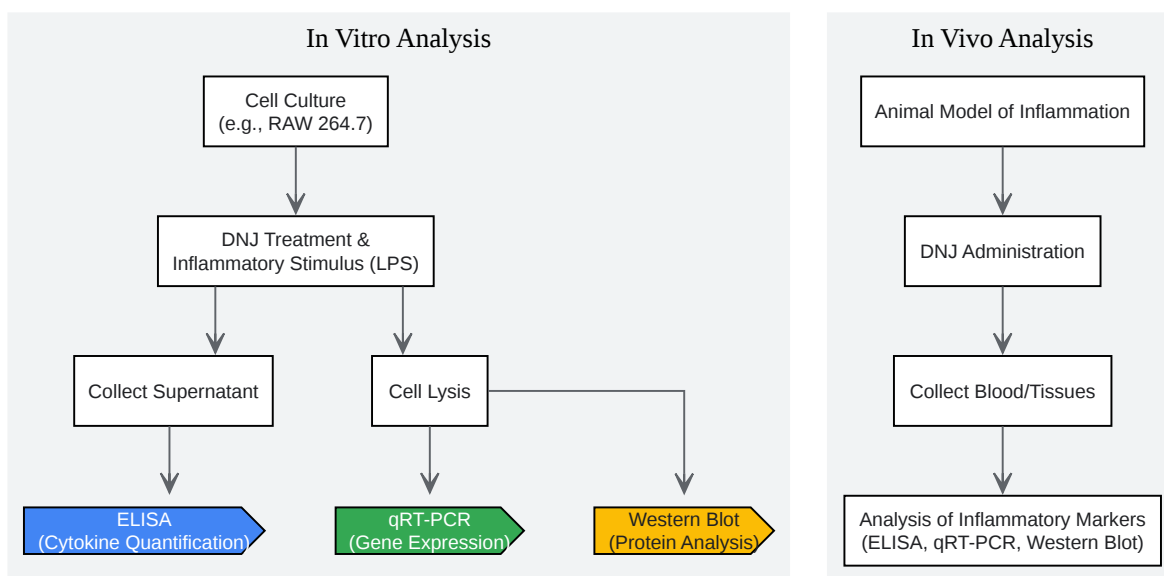 In Vitro Analysis
Cell Culture
(e.g., RAW 264.7)
DNJ Treatment &
Inflammatory Stimulus (LPS)
Collect Supernatant
Cell Lysis
ELISA
(Cytokine Quantification)
qRT-PCR
(Gene Expression)
Western Blot
(Protein Analysis)
In Vivo Analysis
Animal Model of Inflammation
DNJ Administration
Collect Blood/Tissues
Analysis of Inflammatory Markers
(ELISA, qRT-PCR, Western Blot)